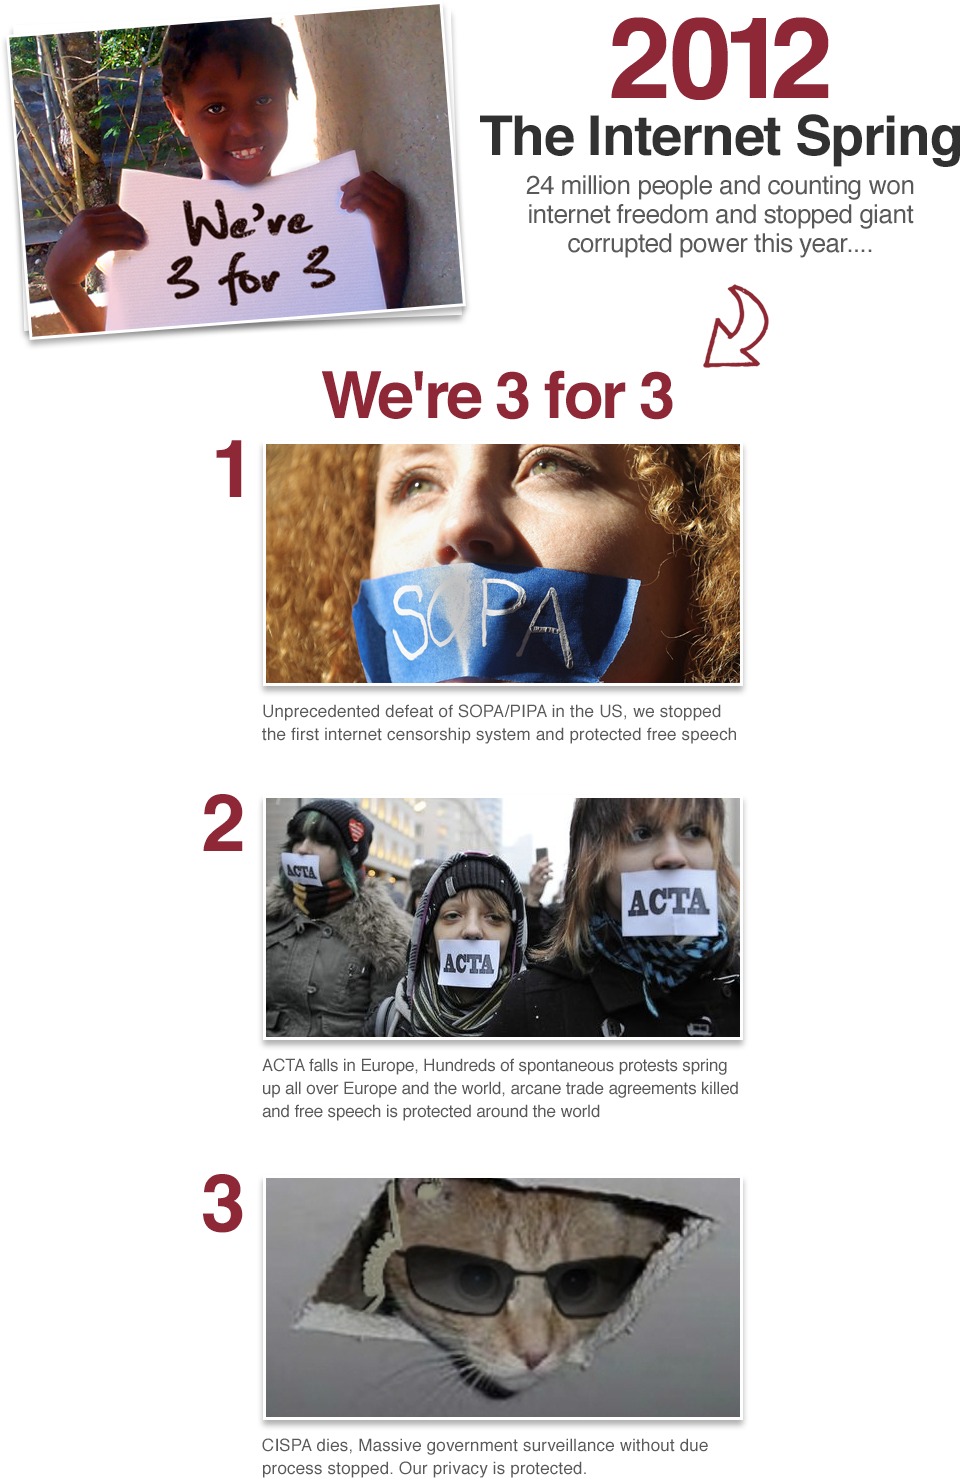 We've
3 for 3
2012
The Internet Spring
24 million people and counting won
internet freedom and stopped giant
corrupted power this year....
We're 3 for 3
1
SOPA
Unprecedented defeat of SOPA/PIPA in the US, we stopped
the first internet censorship system and protected free speech
2
ACTA
ACTA
ACTA
ACTA falls in Europe, Hundreds of spontaneous protests spring
up all over Europe and the world, arcane trade agreements killed
and free speech is protected around the world
3
CISPA dies, Massive government surveillance without due
process stopped. Our privacy is protected.